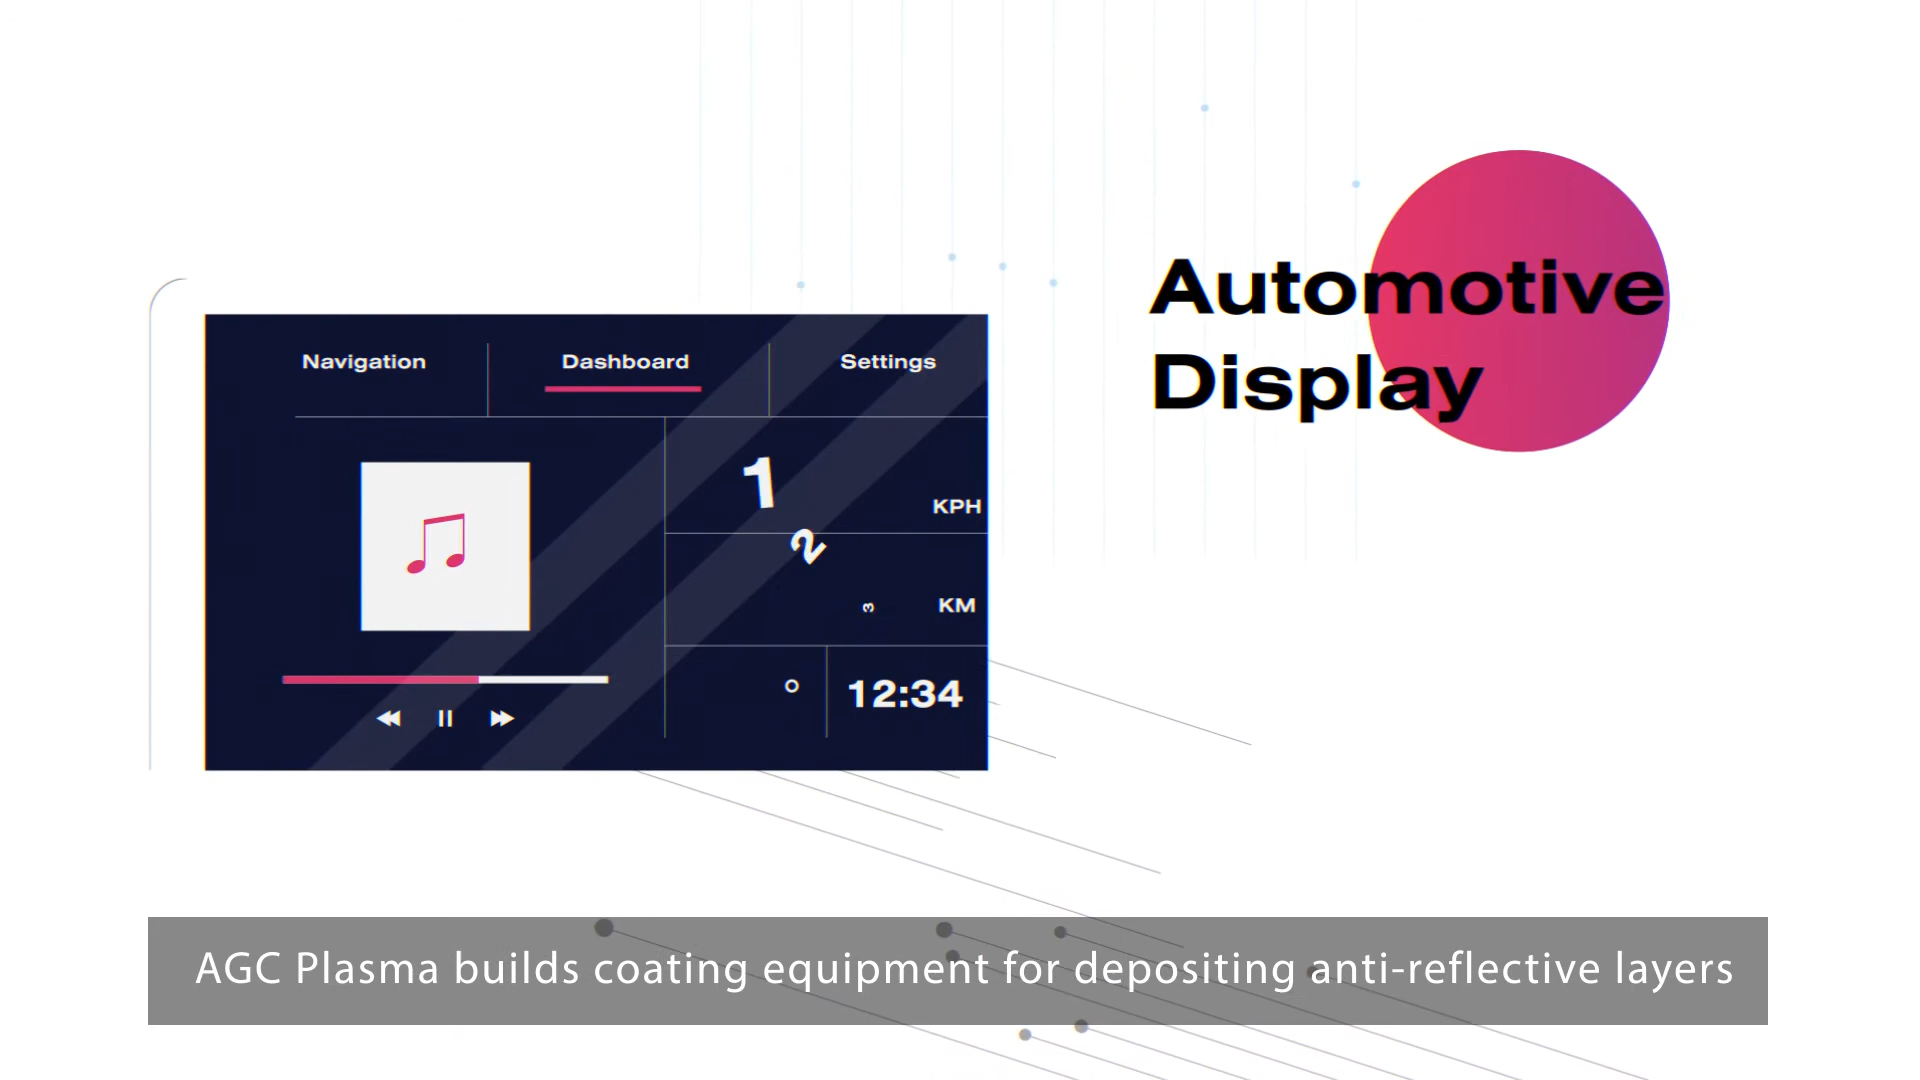 Automotive
Display
Navigation
Dashboard
Settings
1
KPH
2
3
KM
°
12:34
AGC Plasma builds coating equipment for depositing anti-reflective layers